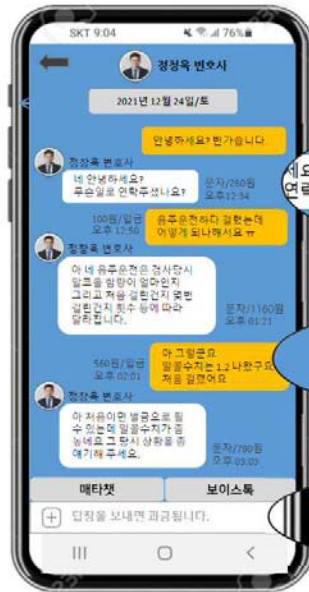 SKT 9:04
76%
정정욱 변호사
2021년 12월 24일/토
안녕하세요? 반가습니다
정장욱 변호사
네 안녕하세요?
무슨일로 연락주셨나요?
문자/260원
오후12:34
100원/입금
오후 12:50
음주운전하다 걸렸는데
어떻게 되나해서요 ㅠ
정장욱 변호사
아 네 음주운전은 검사당시
알코올 함량이 얼마인지
그리고 처음 걸린건지 몇번
걸린건지 횟수 등에 따라
달라집니다.
문자/1160원
오후 01:21
560원/입금
오후 02:01
아 그렇군요
알콜수치는 1.2 나왔구요
처음 걸렸어요
정장욱 변호사
아 처음이면 벌금으로 될
수 있는데 알콜수치가 좀
높네요 그 당시 상황을 좀
얘기해 주세요.
문자/780원
오후 03:03
매타챗
보이스톡
답장을 보내면 과금됩니다.